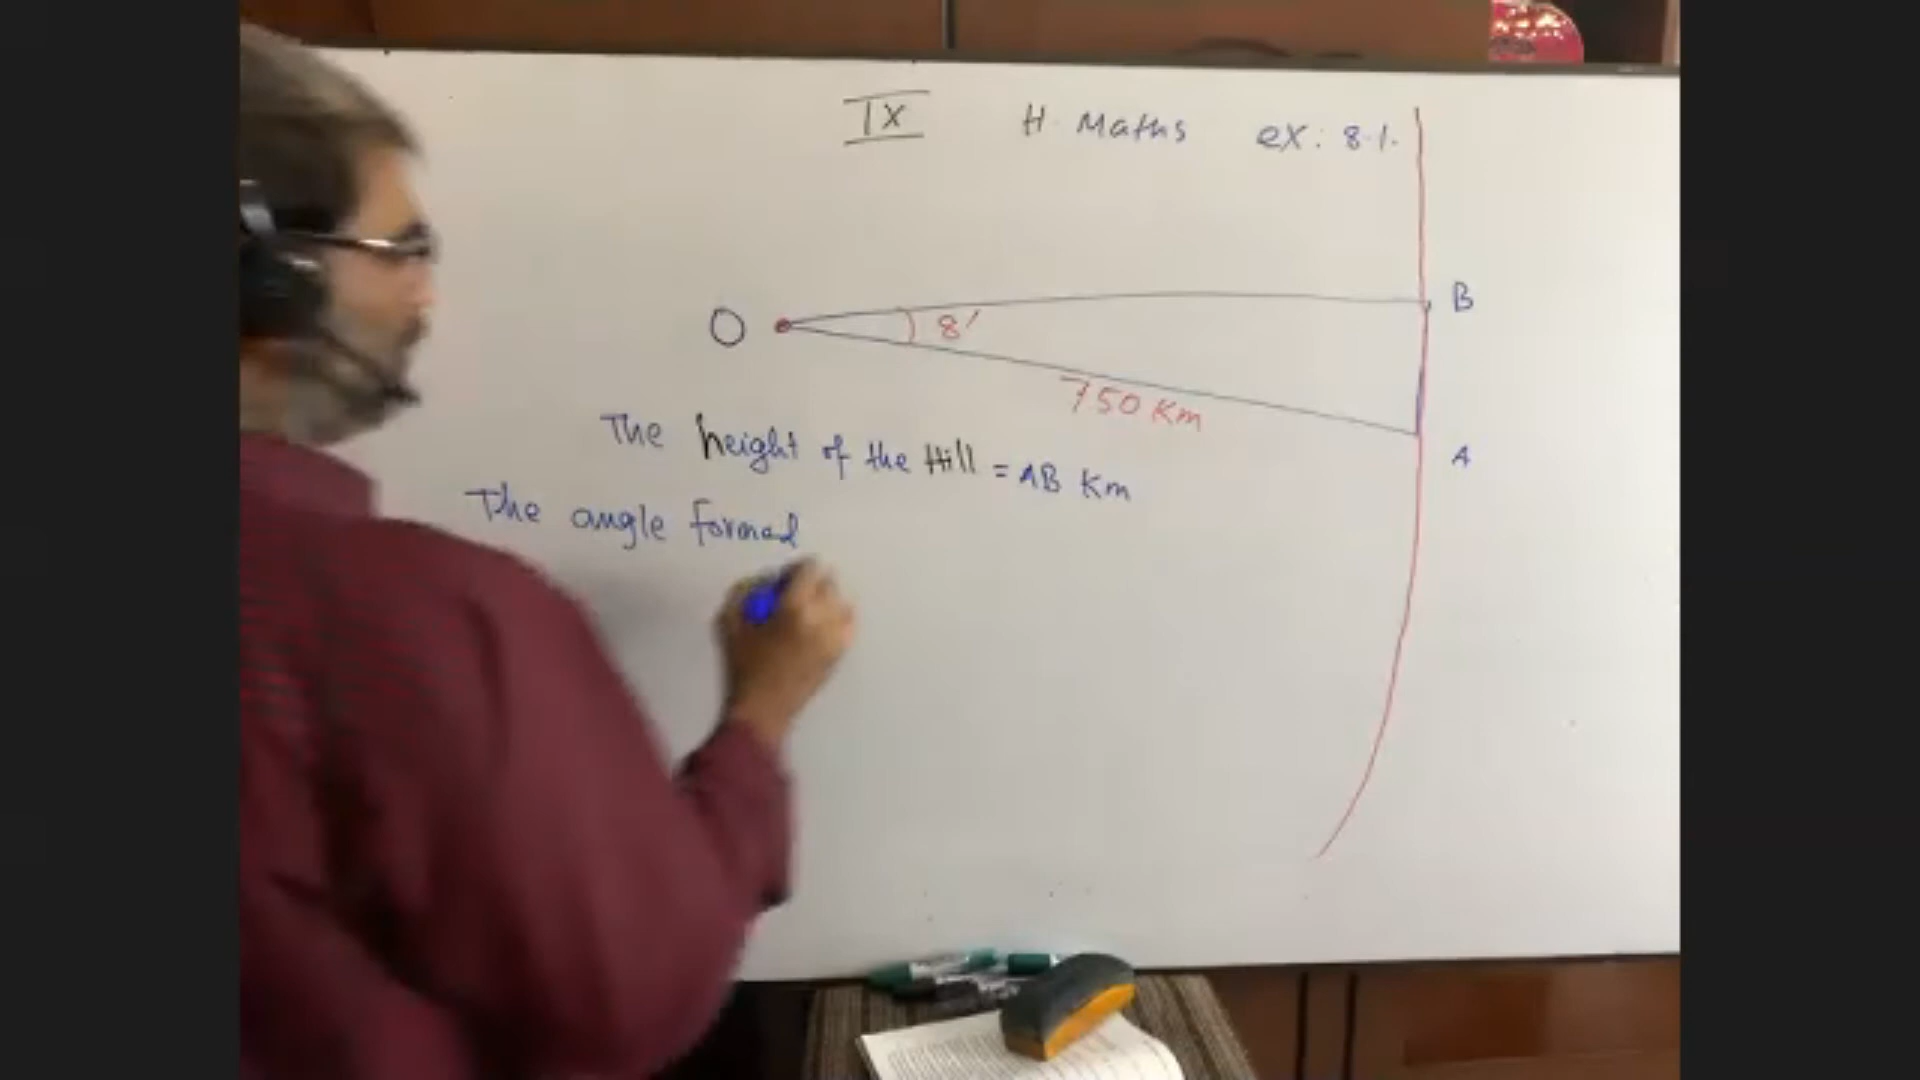 IX H. Maths ex: 8.1.
B
O 8′
750 Km
A
The height of the Hill = AB Km
The angle formed